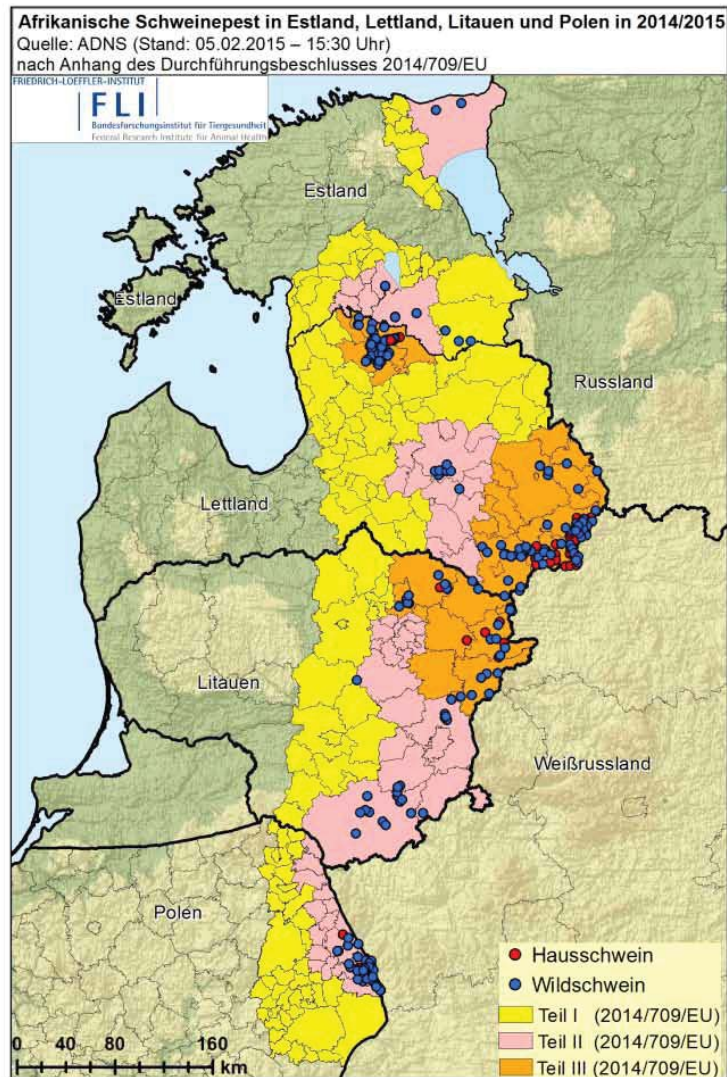 Afrikanische Schweinepest in Estland, Lettland, Litauen und Polen in 2014/2015
Quelle: ADNS (Stand: 05.02.2015 – 15:30 Uhr)
nach Anhang des Durchführungsbeschlusses 2014/709/EU
FRIEDRICH-LOEFFLER-INSTITUT
FLI
Bundesforschungsinstitut für Tiergesundheit
Federal Research Institute for Animal Health
Estland
Estland
Russland
Lettland
Litauen
Weißrussland
Polen
Hausschwein
Wildschwein
Teil I (2014/709/EU)
Teil II (2014/709/EU)
Teil III (2014/709/EU)
0 40 80 160
km